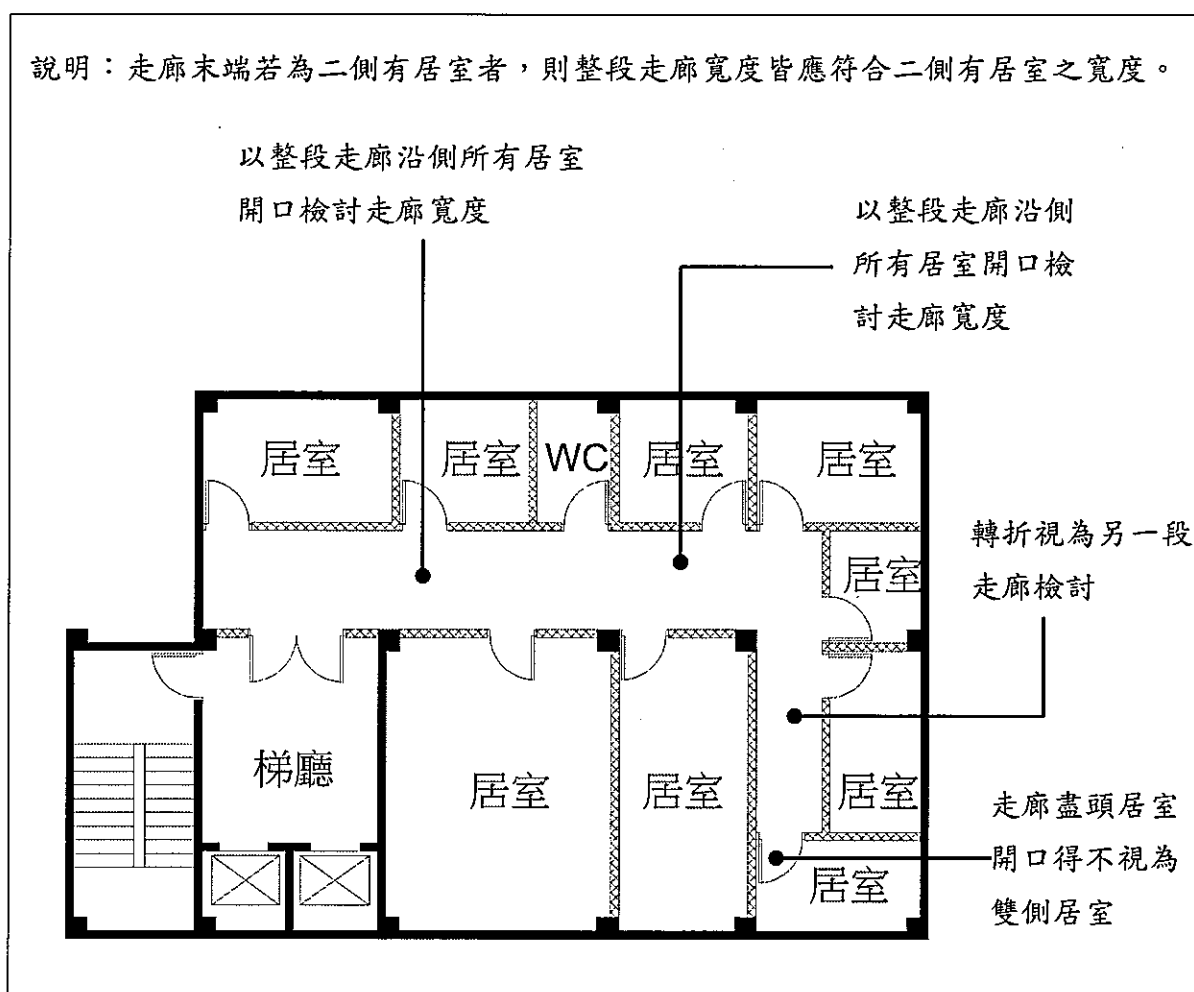 說明：走廊末端若為二側有居室者，則整段走廊寬度皆應符合二側有居室之寬度。
以整段走廊沿側所有居室
開口檢討走廊寬度
以整段走廊沿側
所有居室開口檢
討走廊寬度
居室
居室
WC
居室
居室
轉折視為另一段
走廊檢討
居室
梯廳
居室
居室
居室
走廊盡頭居室
開口得不視為
雙側居室
居室